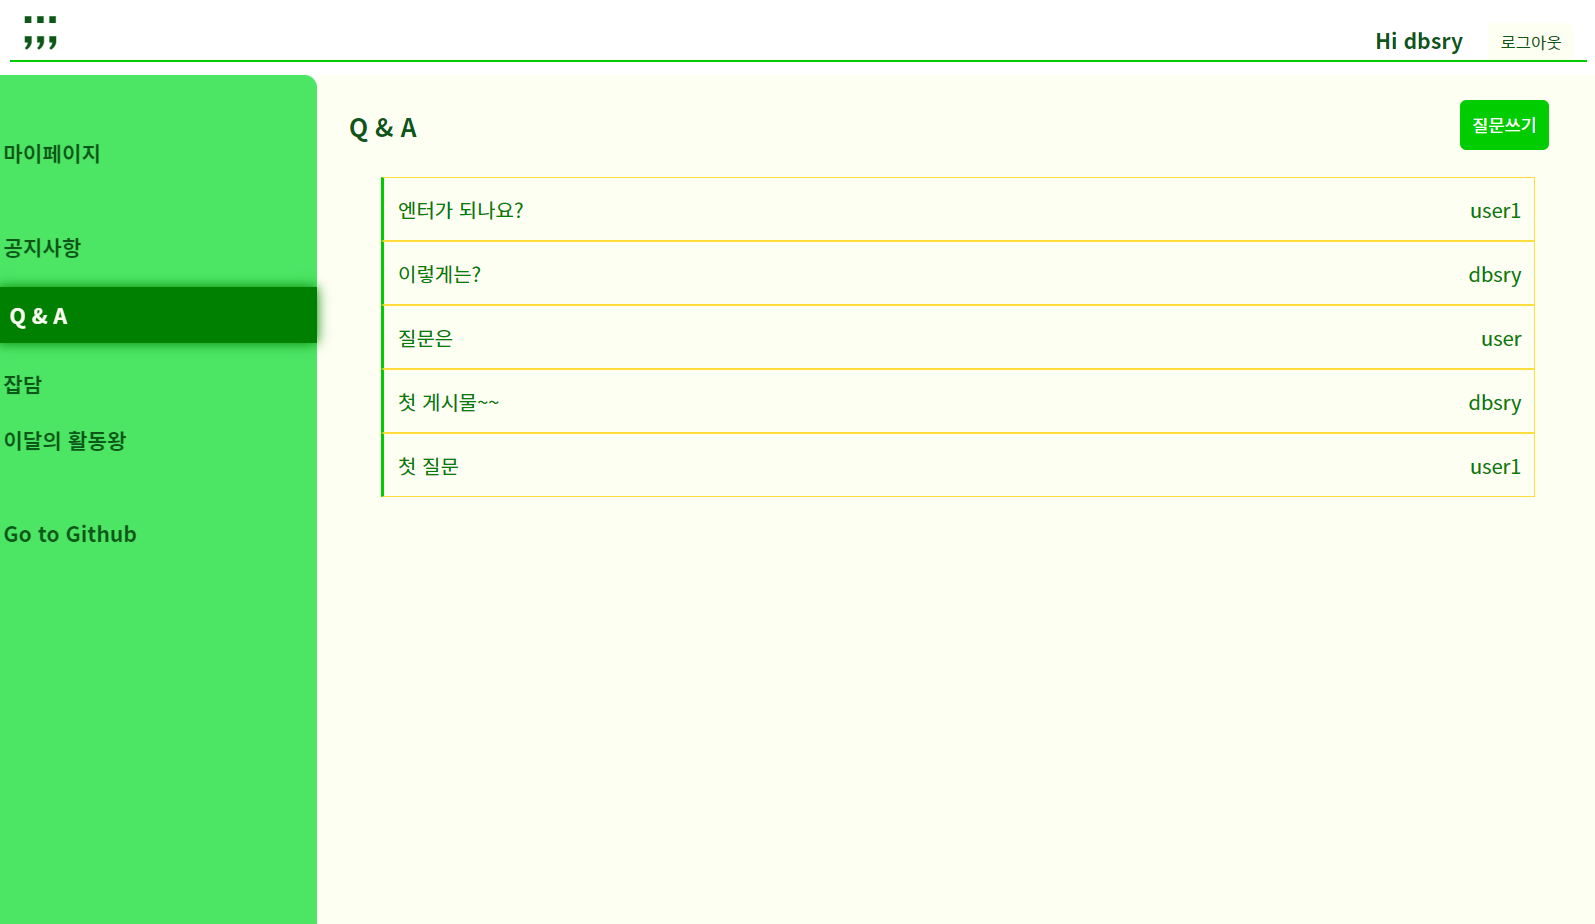 ;;;
Hi dbsry 로그아웃
마이페이지
공지사항
Q & A
잡담
이달의 활동왕
Go to Github
Q & A 질문쓰기
엔터가 되나요? user1
이렇게는? dbsry
질문은 user
첫 게시물~~ dbsry
첫 질문 user1